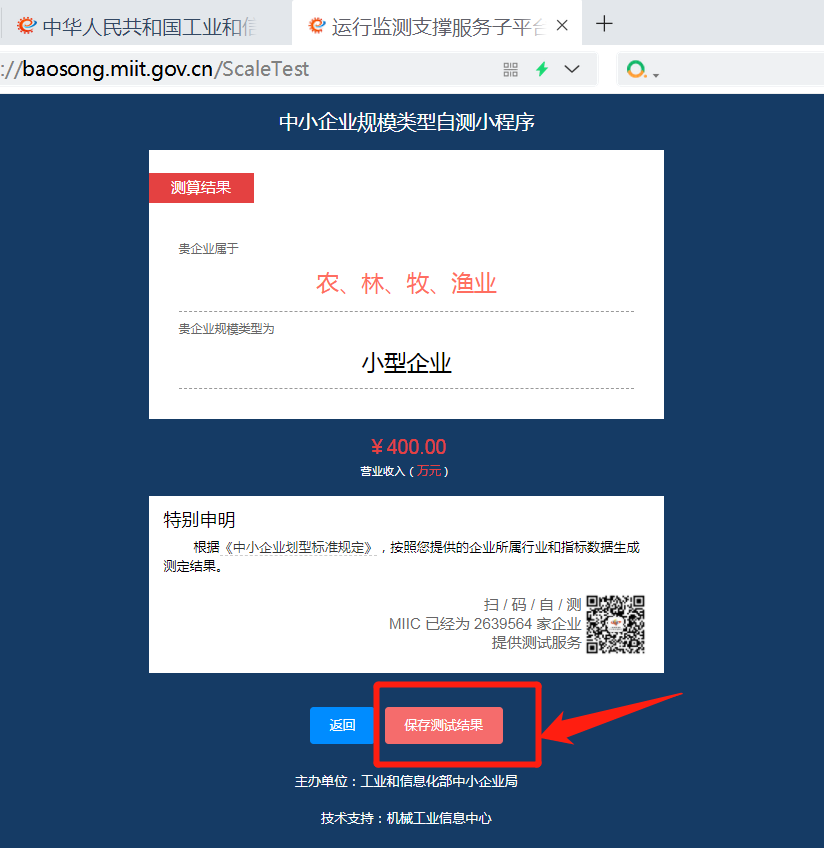 中华人民共和国工业和信
运行监测支撑服务子平台
://baosong.miit.gov.cn/ScaleTest
中小企业规模类型自测小程序
测算结果
贵企业属于
农、林、牧、渔业
贵企业规模类型为
小型企业
￥400.00
营业收入（万元）
特别申明
根据《中小企业划型标准规定》，按照您提供的企业所属行业和指标数据生成
测定结果。
扫 / 码 / 自 / 测
MIIC 已经为 2639564 家企业
提供测试服务
返回
保存测试结果
主办单位：工业和信息化部中小企业局
技术支持：机械工业信息中心